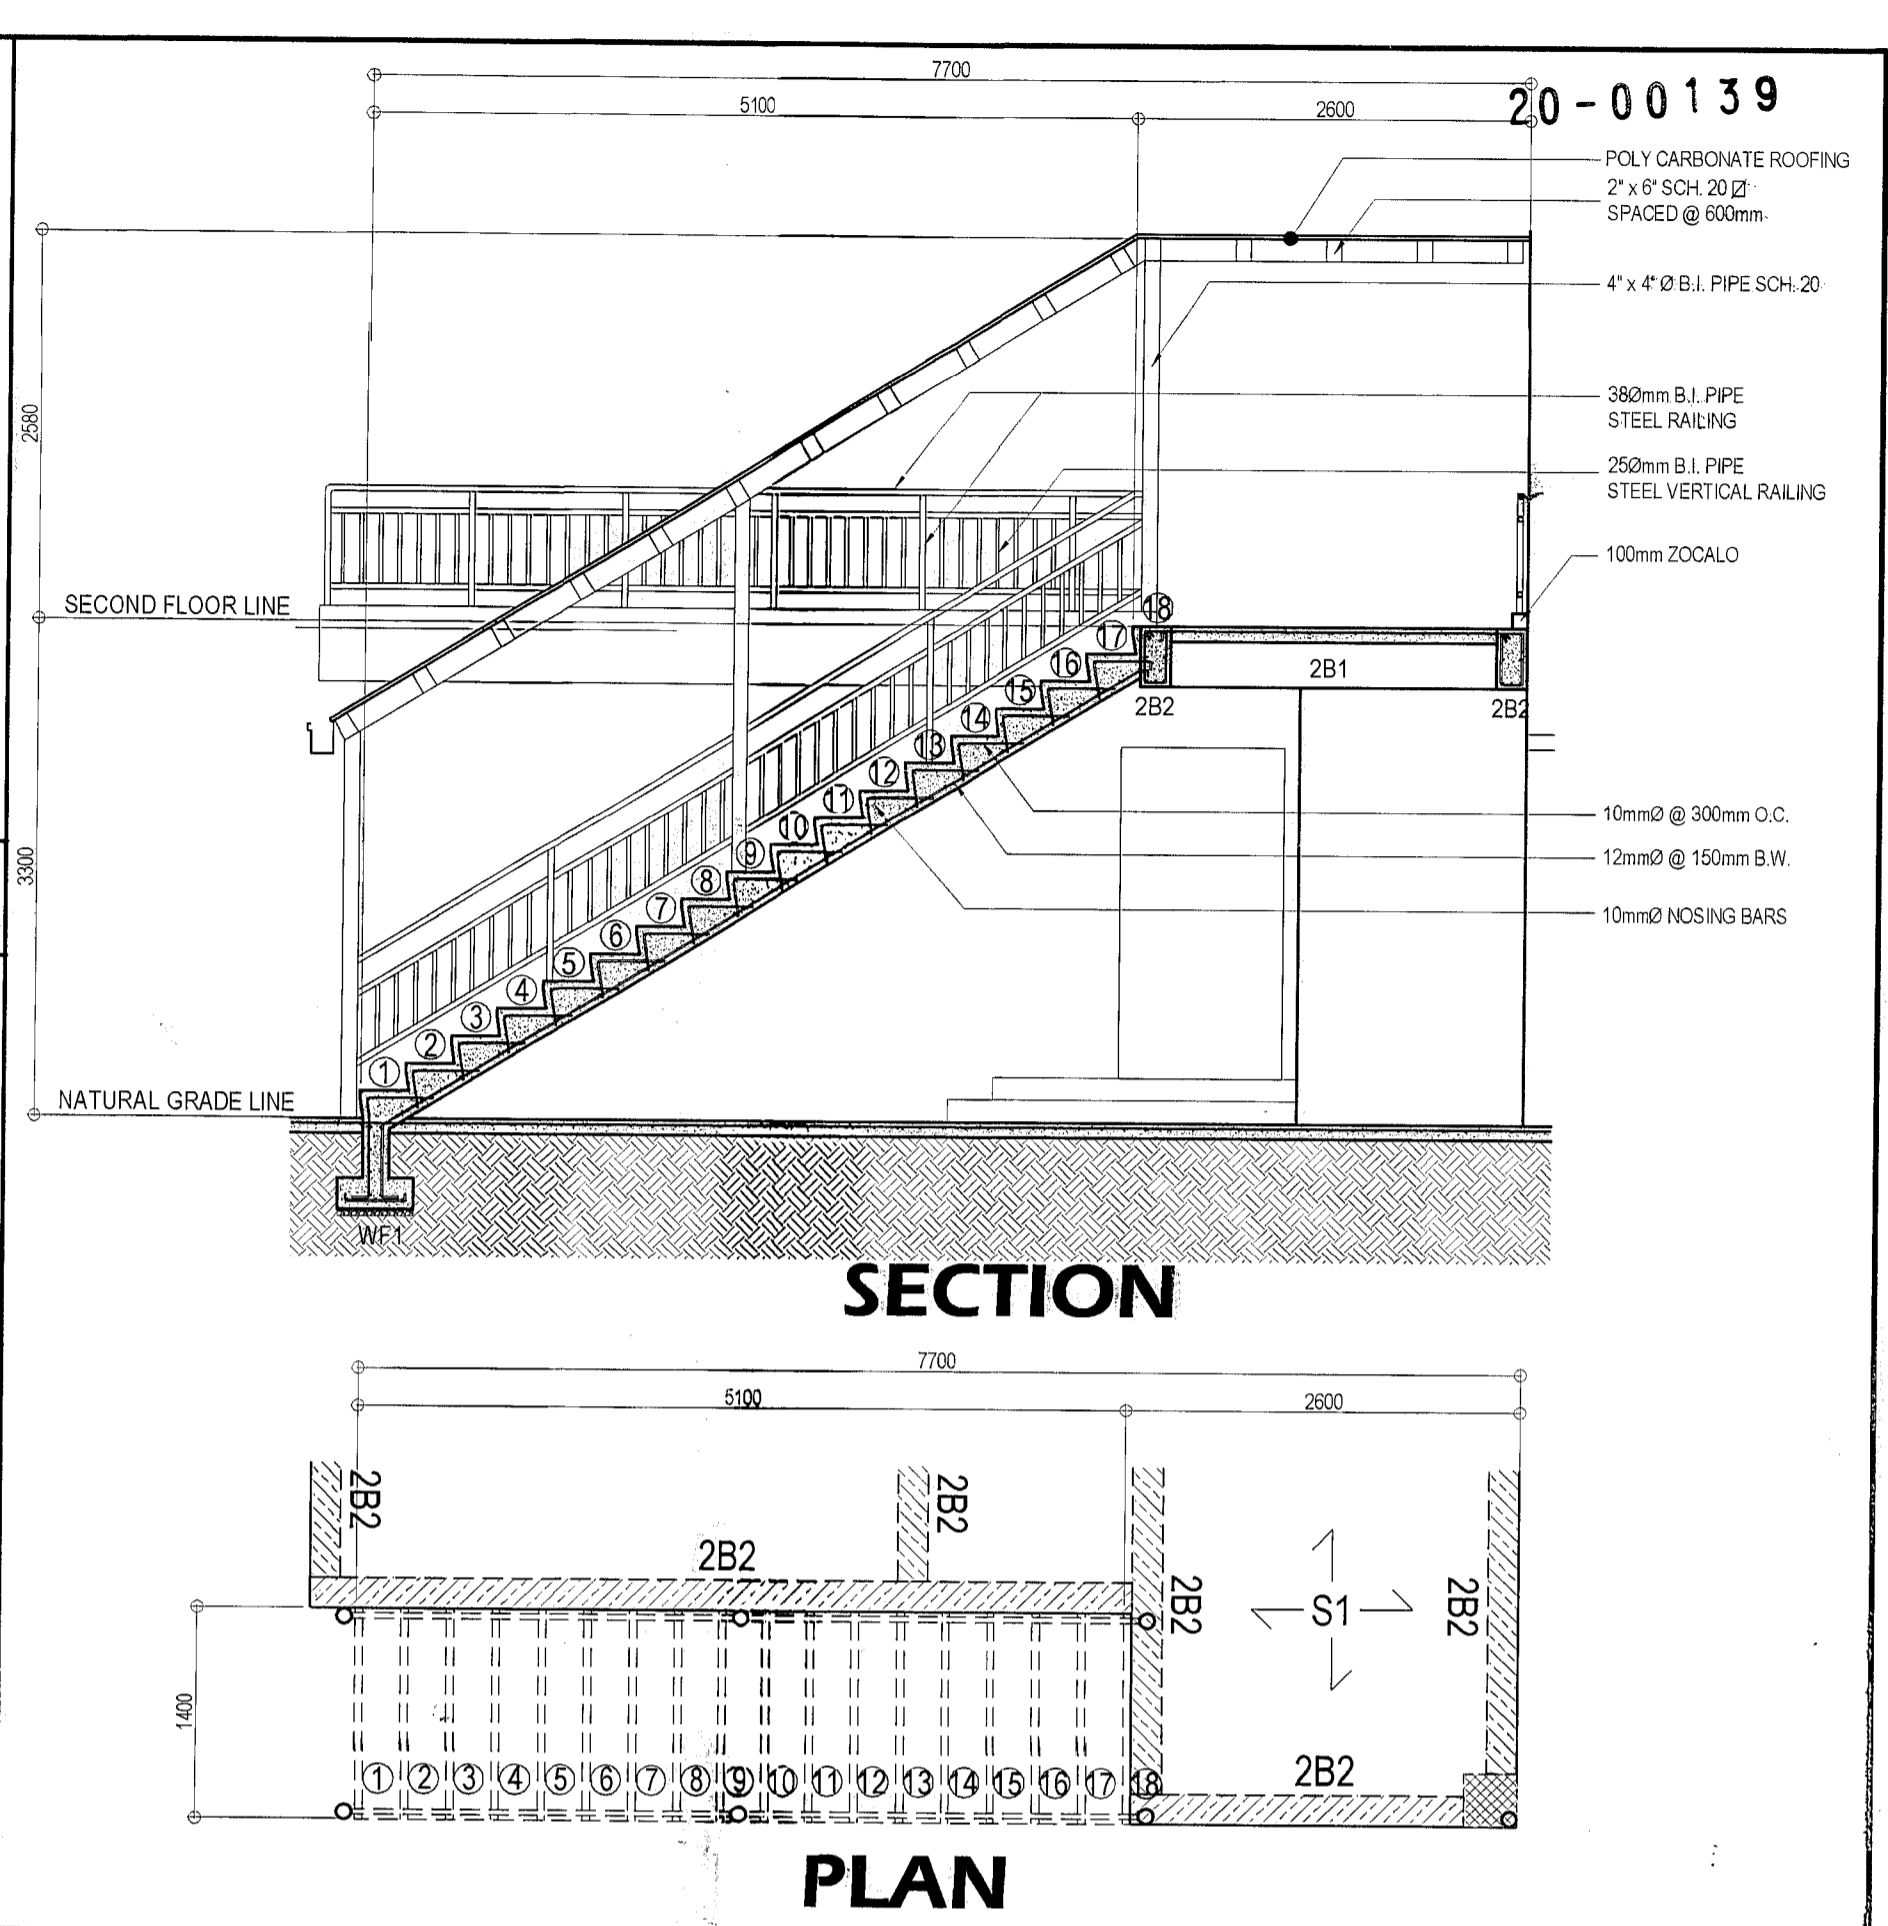 7700
5100
2600
20-00139
POLY CARBONATE ROOFING
2" x 6" SCH. 20
SPACED @ 600mm
4" x 4" Ø B.I. PIPE SCH. 20
2580
38Ømm B.I. PIPE
STEEL RAILING
25Ømm B.I. PIPE
STEEL VERTICAL RAILING
100mm ZOCALO
SECOND FLOOR LINE
18
17
16
15
14
13
12
11
10
9
8
7
6
5
4
3
2
1
2B1
2B2
2B2
3300
10mmØ @ 300mm O.C.
12mmØ @ 150mm B.W.
10mmØ NOSING BARS
NATURAL GRADE LINE
WF1
SECTION
7700
5100
2600
2B2
2B2
2B2
2B2
S1
2B2
1400
1 2 3 4 5 6 7 8 9 10 11 12 13 14 15 16 17 18
2B2
PLAN